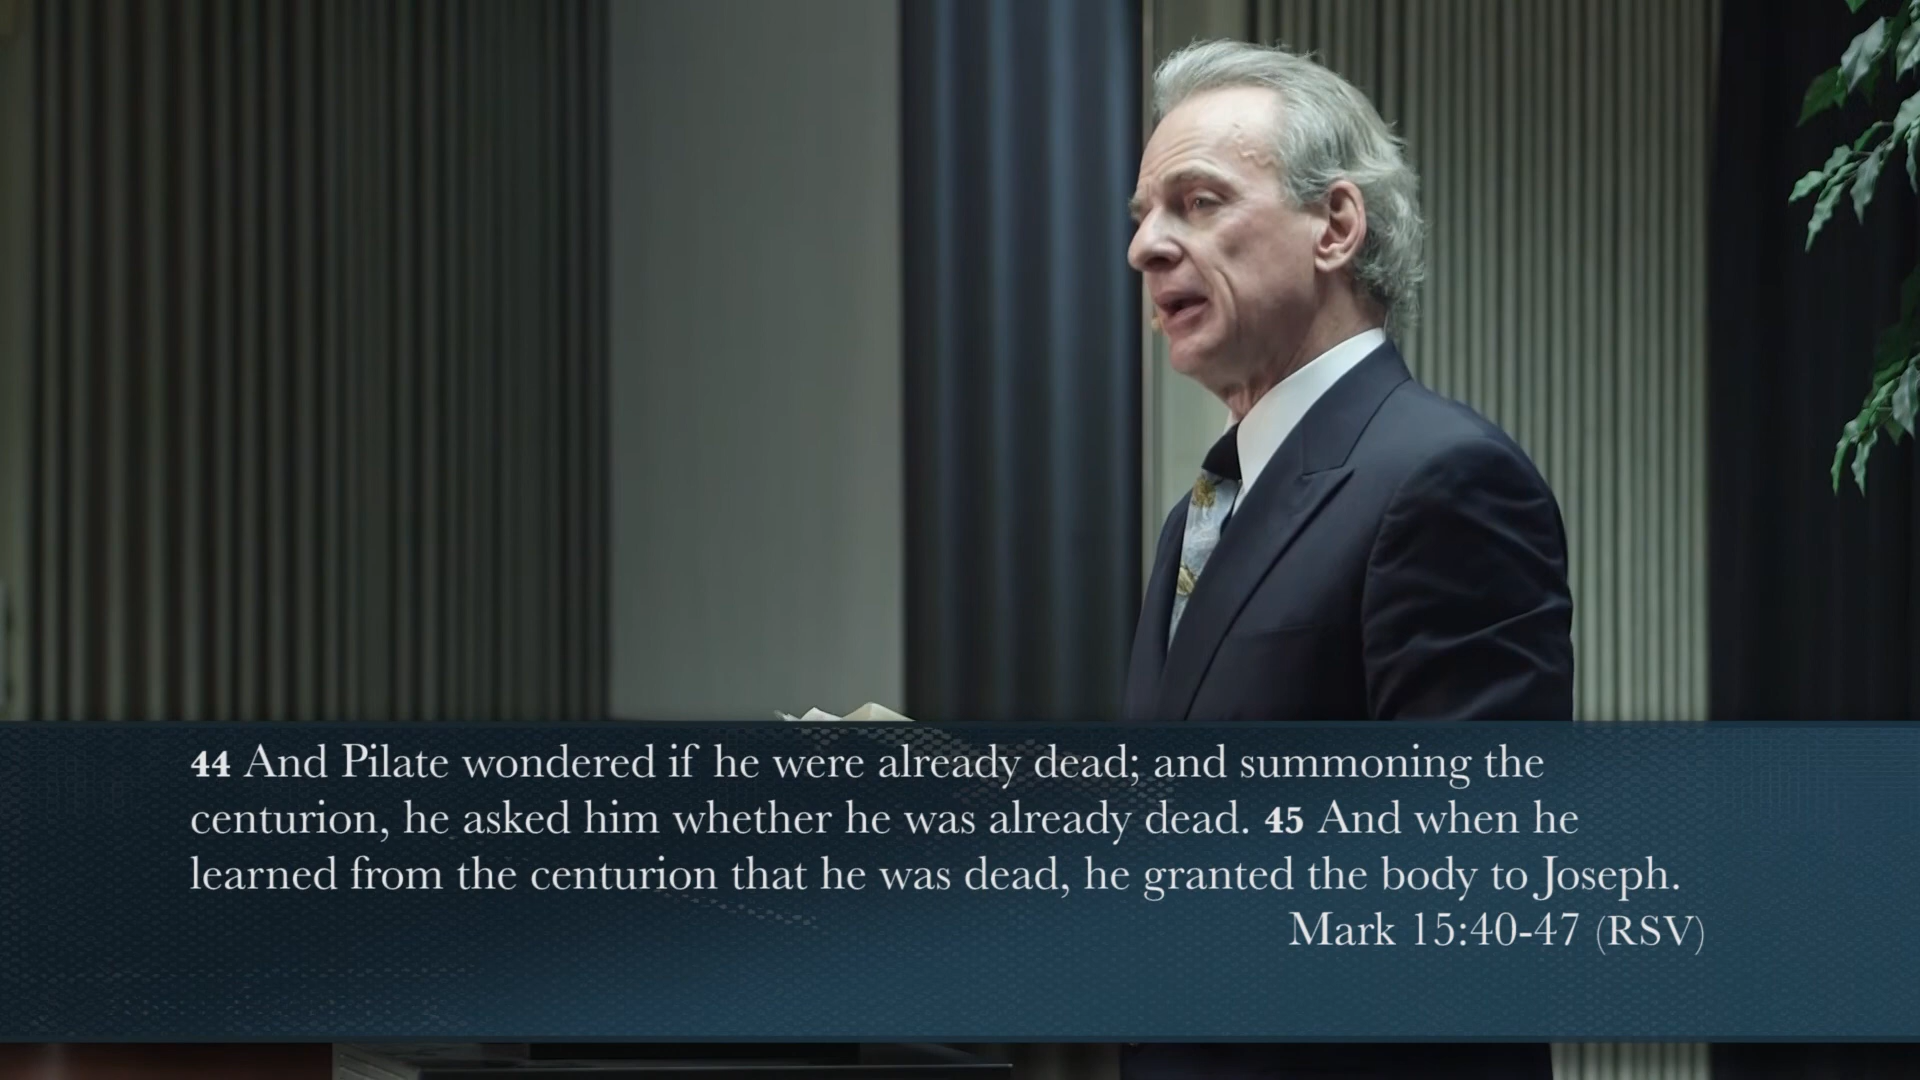 44 And Pilate wondered if he were already dead; and summoning the
centurion, he asked him whether he was already dead. 45 And when he
learned from the centurion that he was dead, he granted the body to Joseph.
Mark 15:40-47 (RSV)